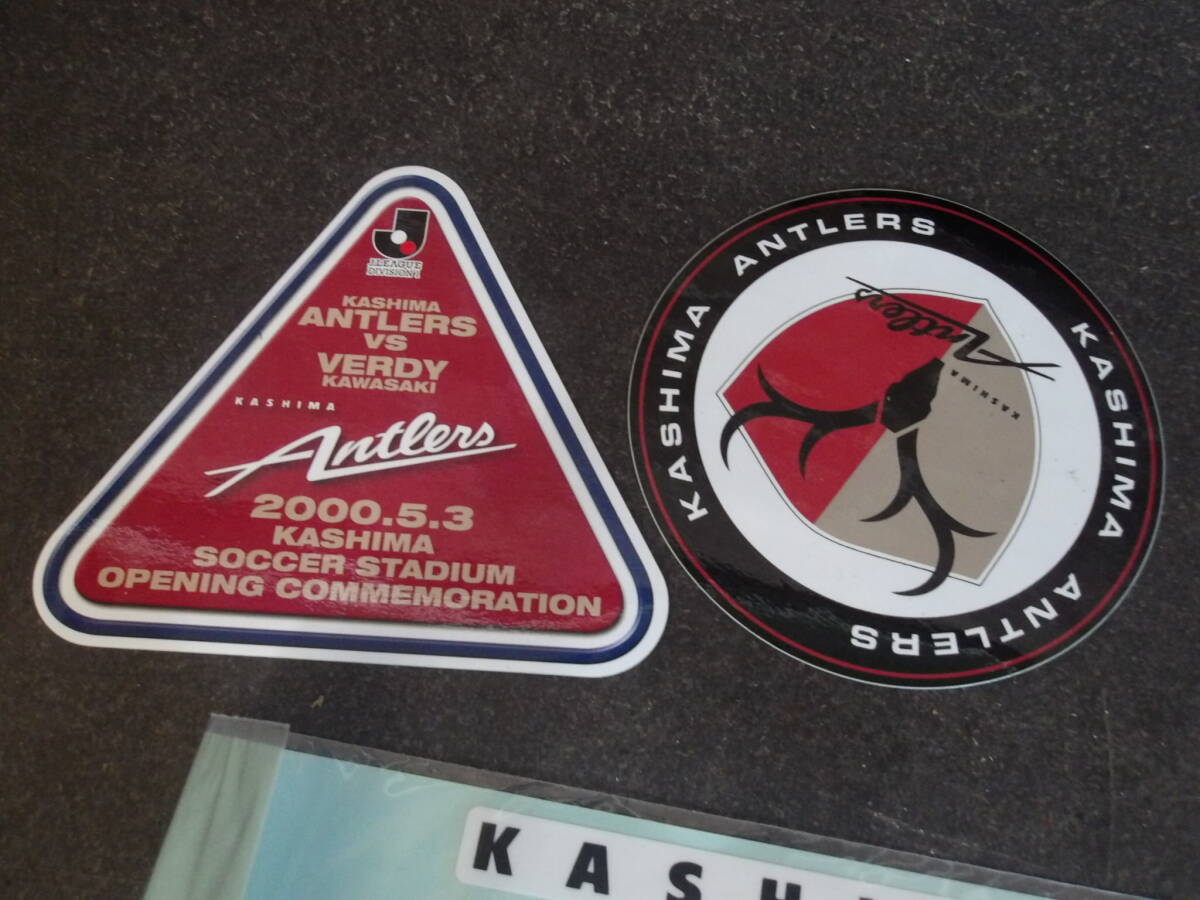 J.LEAGUE
DIVISION 1
KASHIMA
ANTLERS
VS
VERDY
KAWASAKI
KASHIMA
Antlers
2000.5.3
KASHIMA
SOCCER STADIUM
OPENING COMMEMORATION
KASHIMA ANTLERS
KASHIMA ANTLERS
KASHIMA
Antlers
KASH